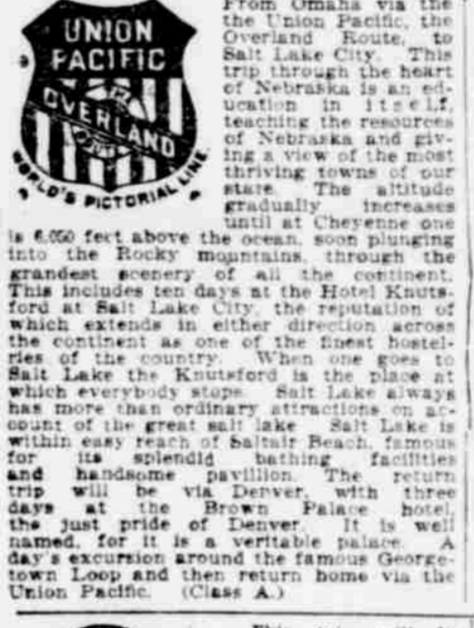 UNION
PACIFIC
OVERLAND
WORLD'S PICTORIAL LINE.
From Omaha via the
the Union Pacific, the
Overland Route, to
Salt Lake City. This
trip through the heart
of Nebraska is an ed-
ucation in itself,
teaching the resources
of Nebraska and giv-
ing a view of the most
thriving towns of our
state. The altitude
gradually increases
until at Cheyenne one
is 6,050 feet above the ocean, soon plunging
into the Rocky mountains, through the
grandest scenery of all the continent.
This includes ten days at the Hotel Knuts-
ford at Salt Lake City, the reputation of
which extends in either direction across
the continent as one of the finest hostel-
ries of the country. When one goes to
Salt Lake the Knutsford is the place at
which everybody stops. Salt Lake always
has more than ordinary attractions on ac-
count of the great salt lake Salt Lake is
within easy reach of Saltair Beach, famous
for its splendid bathing facilities
and handsome pavillion. The return
trip will be via Denver, with three
days at the Brown Palace hotel,
the just pride of Denver. It is well
named, for it is a veritable palace. A
day's excursion around the famous George-
town Loop and then return home via the
Union Pacific. (Class A.)